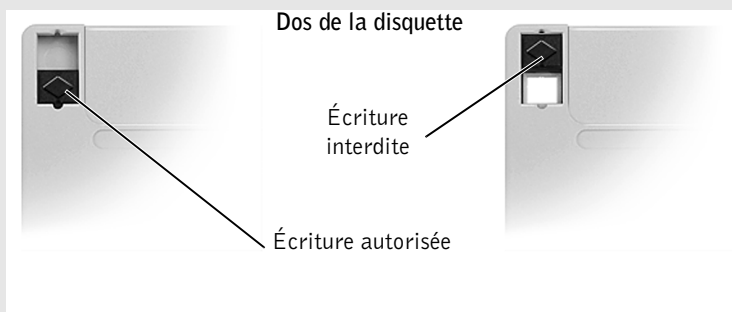 Dos de la disquette
Écriture
interdite
Écriture autorisée